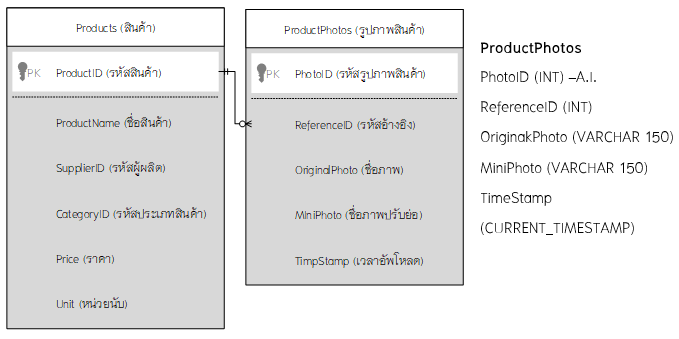 Products (สินค้า)
PK ProductID (รหัสสินค้า)
ProductName (ชื่อสินค้า)
SupplierID (รหัสผู้ผลิต)
CategoryID (รหัสประเภทสินค้า)
Price (ราคา)
Unit (หน่วยนับ)
ProductPhotos (รูปภาพสินค้า)
PK PhotoID (รหัสรูปภาพสินค้า)
ReferenceID (รหัสอ้างอิง)
OriginalPhoto (ชื่อภาพ)
MiniPhoto (ชื่อภาพปรับย่อ)
TimpStamp (เวลาอัพโหลด)
ProductPhotos
PhotoID (INT) –A.I.
ReferenceID (INT)
OriginakPhoto (VARCHAR 150)
MiniPhoto (VARCHAR 150)
TimeStamp
(CURRENT_TIMESTAMP)